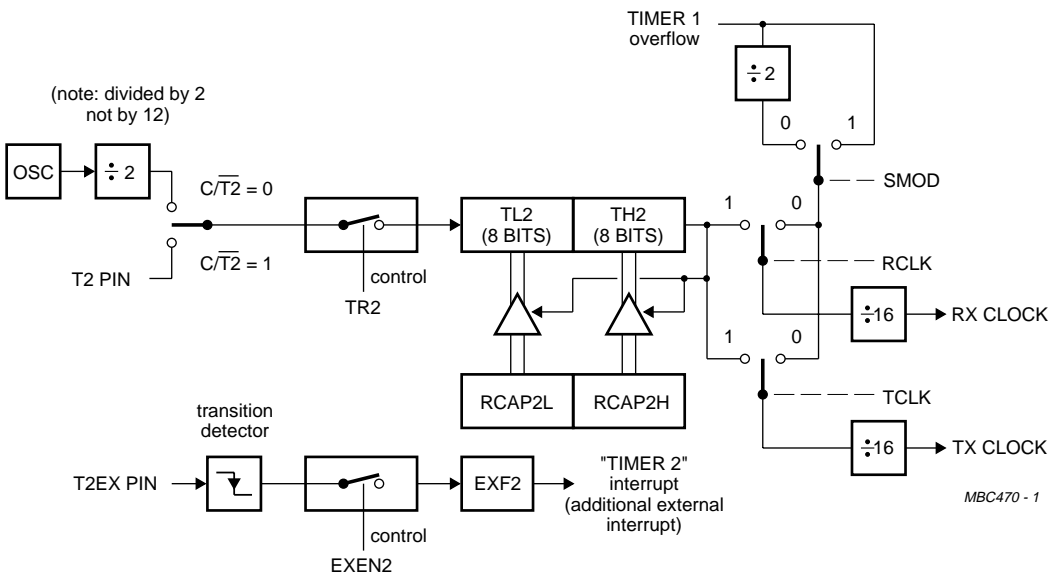 TIMER 1
overflow
÷ 2
(note: divided by 2
not by 12)
0 1
OSC
÷ 2
C/T2̅ = 0
SMOD
TL2
(8 BITS)
TH2
(8 BITS)
1 0
C/T2̅ = 1
T2 PIN
control
TR2
RCLK
÷16
RX CLOCK
1 0
RCAP2L
RCAP2H
TCLK
transition
detector
÷16
TX CLOCK
T2EX PIN
EXF2
"TIMER 2"
interrupt
(additional external
interrupt)
control
EXEN2
MBC470 - 1